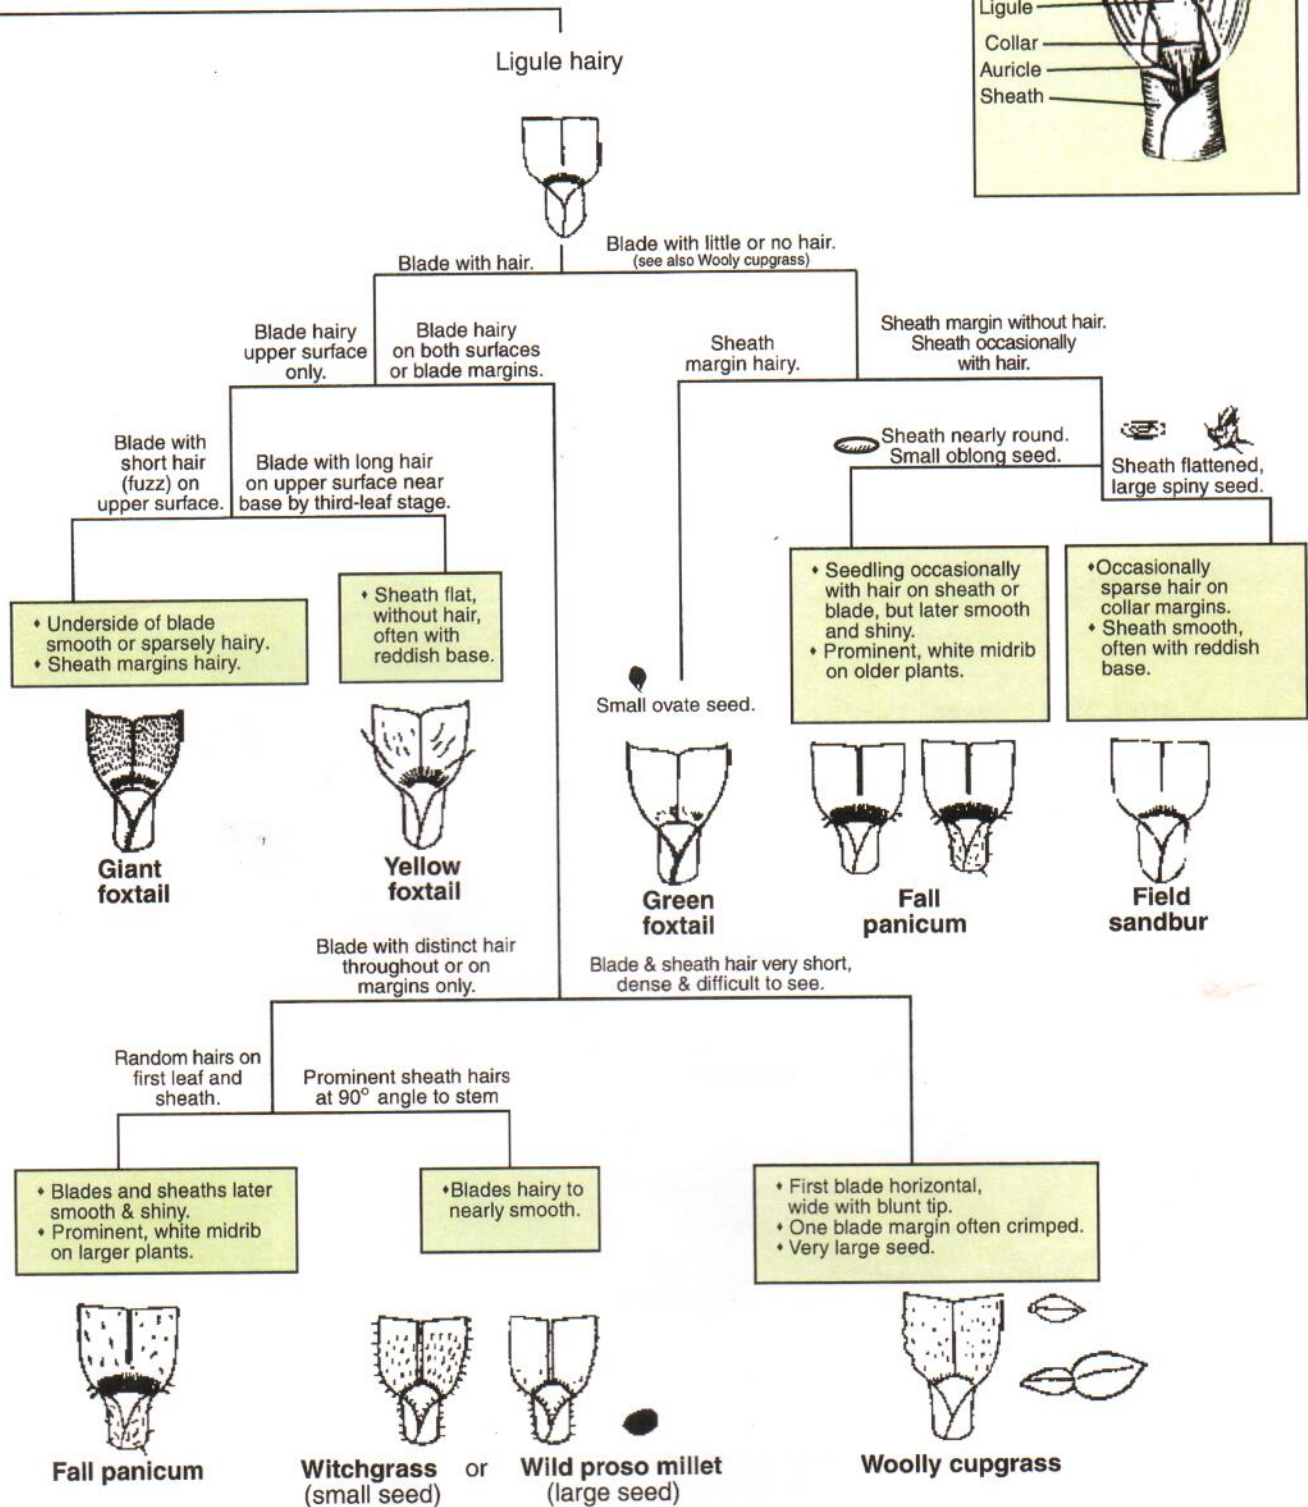 Ligule
Collar
Auricle
Sheath
Ligule hairy
Blade with hair.
Blade with little or no hair.
(see also Wooly cupgrass)
Blade hairy
upper surface
only.
Blade hairy
on both surfaces
or blade margins.
Sheath
margin hairy.
Sheath margin without hair.
Sheath occasionally
with hair.
Blade with
short hair
(fuzz) on
upper surface.
Blade with long hair
on upper surface near
base by third-leaf stage.
Sheath nearly round.
Small oblong seed.
Sheath flattened,
large spiny seed.
• Underside of blade
smooth or sparsely hairy.
• Sheath margins hairy.
• Sheath flat,
without hair,
often with
reddish base.
Small ovate seed.
• Seedling occasionally
with hair on sheath or
blade, but later smooth
and shiny.
• Prominent, white midrib
on older plants.
•Occasionally
sparse hair on
collar margins.
• Sheath smooth,
often with reddish
base.
Giant
foxtail
Yellow
foxtail
Green
foxtail
Fall
panicum
Field
sandbur
Blade with distinct hair
throughout or on
margins only.
Blade & sheath hair very short,
dense & difficult to see.
Random hairs on
first leaf and
sheath.
Prominent sheath hairs
at 90° angle to stem
• Blades and sheaths later
smooth & shiny.
• Prominent, white midrib
on larger plants.
•Blades hairy to
nearly smooth.
• First blade horizontal,
wide with blunt tip.
• One blade margin often crimped.
• Very large seed.
Fall panicum
Witchgrass or Wild proso millet
(small seed) (large seed)
Woolly cupgrass